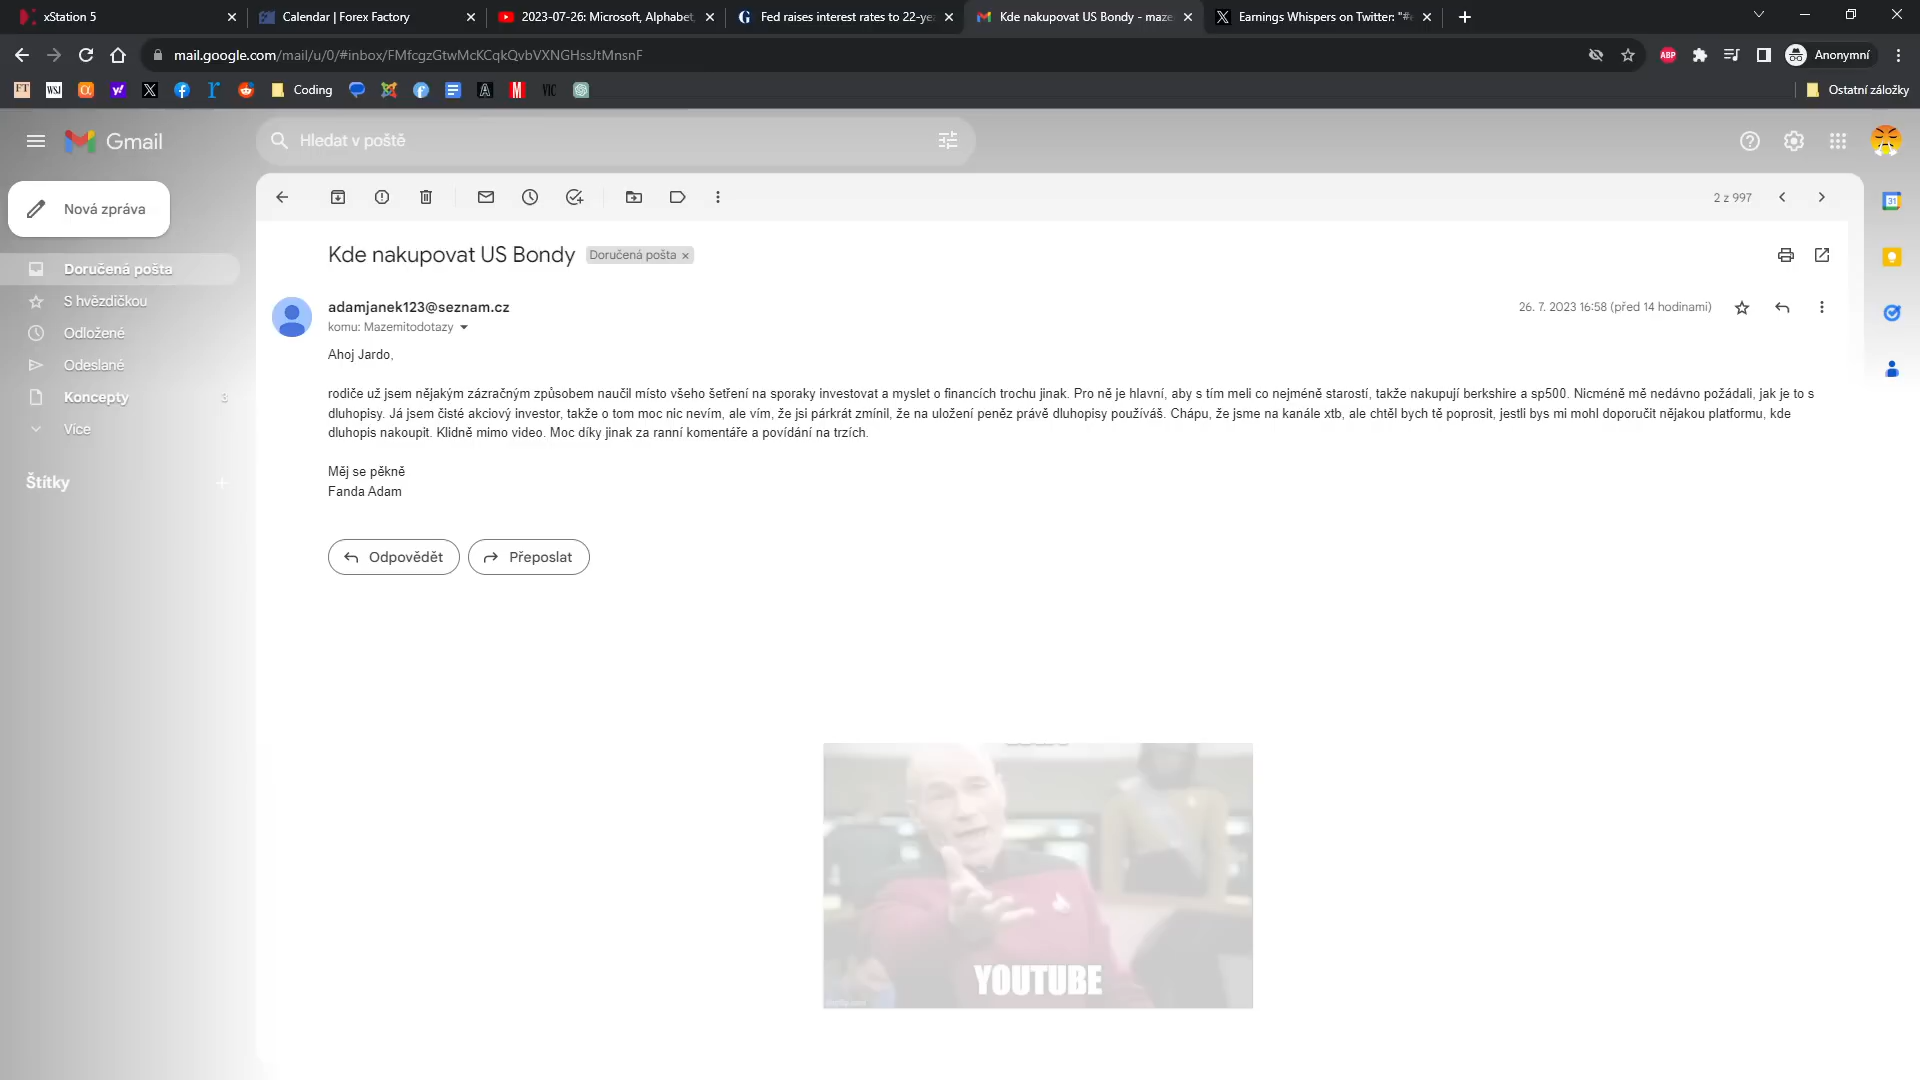 xStation 5
Calendar | Forex Factory
2023-07-26: Microsoft, Alphabet,
Fed raises interest rates to 22-ye
Kde nakupovat US Bondy - maze
Earnings Whispers on Twitter: "#e
mail.google.com/mail/u/0/#inbox/FMfcgzGtwMcKCqkQvbVXNGHssJtMnsnF
ABP
Anonymní
FT
WSJ
y!
Coding
VIC
Ostatní záložky
Gmail
Hledat v poště
Nová zpráva
2 z 997
31
Kde nakupovat US Bondy
Doručená pošta
Doručená pošta
S hvězdičkou
Odložené
Odeslané
Koncepty
3
Více
Štítky
adamjanek123@seznam.cz
26. 7. 2023 16:58 (před 14 hodinami)
komu: Mazemitodotazy
Ahoj Jardo,
rodiče už jsem nějakým zázračným způsobem naučil místo všeho šetření na sporaky investovat a myslet o financích trochu jinak. Pro ně je hlavní, aby s tím meli co nejméně starostí, takže nakupují berkshire a sp500. Nicméně mě nedávno požádali, jak je to s
dluhopisy. Já jsem čisté akciový investor, takže o tom moc nic nevím, ale vím, že jsi párkrát zmínil, že na uložení peněz právě dluhopisy používáš. Chápu, že jsme na kanále xtb, ale chtěl bych tě poprosit, jestli bys mi mohl doporučit nějakou platformu, kde
dluhopis nakoupit. Klidně mimo video. Moc díky jinak za ranní komentáře a povídání na trzích.
Měj se pěkně
Fanda Adam
Odpovědět
Přeposlat
YOUTUBE